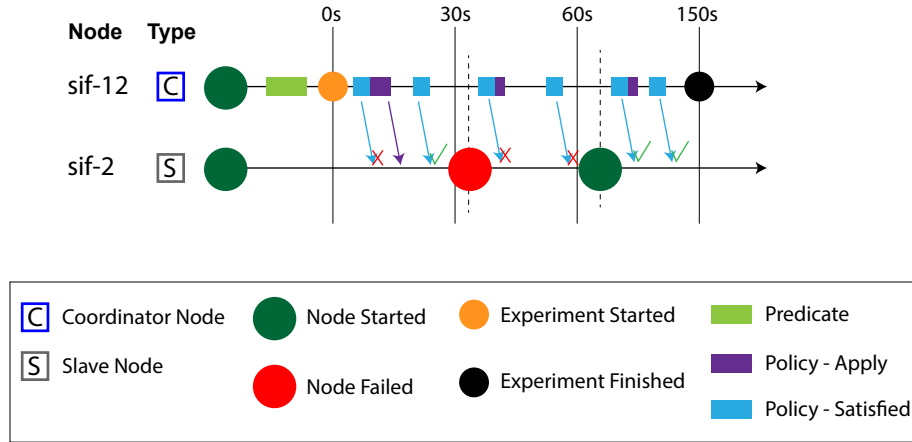 0s 30s 60s 150s
Node Type
sif-12 C C
sif-2 S
C Coordinator Node Node Started Experiment Started Predicate
S Slave Node Node Failed Experiment Finished Policy - Apply
Policy - Satisfied